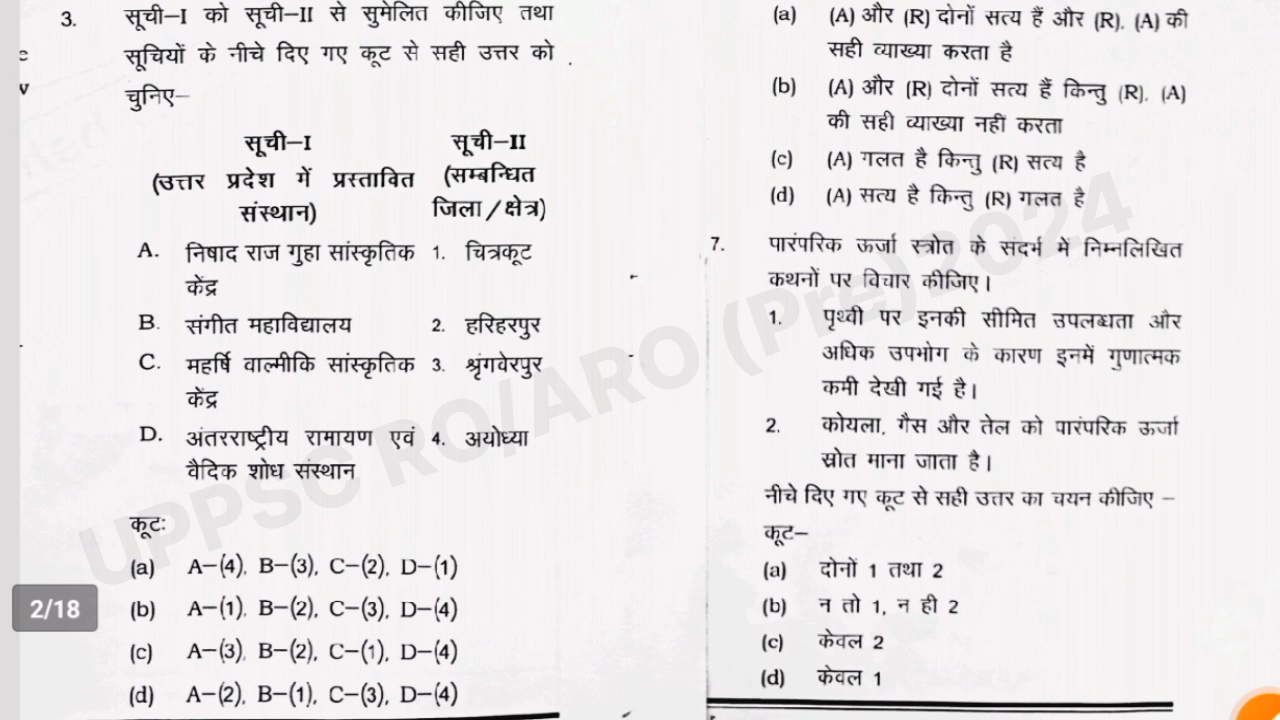 3. सूची–I को सूची–II से सुमेलित कीजिए तथा
सूचियों के नीचे दिए गए कूट से सही उत्तर को
चुनिए–
सूची–I सूची–II
(उत्तर प्रदेश में प्रस्तावित (सम्बन्धित
संस्थान) जिला/क्षेत्र)
A. निषाद राज गुहा सांस्कृतिक 1. चित्रकूट
केंद्र
B. संगीत महाविद्यालय 2. हरिहरपुर
C. महर्षि वाल्मीकि सांस्कृतिक 3. श्रृंगवेरपुर
केंद्र
D. अंतरराष्ट्रीय रामायण एवं 4. अयोध्या
वैदिक शोध संस्थान
कूटः
(a) A–(4), B–(3), C–(2), D–(1)
(b) A–(1), B–(2), C–(3), D–(4)
(c) A–(3), B–(2), C–(1), D–(4)
(d) A–(2), B–(1), C–(3), D–(4)
2/18
(a) (A) और (R) दोनों सत्य हैं और (R), (A) की
सही व्याख्या करता है
(b) (A) और (R) दोनों सत्य हैं किन्तु (R), (A)
की सही व्याख्या नहीं करता
(c) (A) गलत है किन्तु (R) सत्य है
(d) (A) सत्य है किन्तु (R) गलत है
7. पारंपरिक ऊर्जा स्त्रोत के संदर्भ में निम्नलिखित
कथनों पर विचार कीजिए।
1. पृथ्वी पर इनकी सीमित उपलब्धता और
अधिक उपभोग के कारण इनमें गुणात्मक
कमी देखी गई है।
2. कोयला, गैस और तेल को पारंपरिक ऊर्जा
स्रोत माना जाता है।
नीचे दिए गए कूट से सही उत्तर का चयन कीजिए –
कूट–
(a) दोनों 1 तथा 2
(b) न तो 1, न ही 2
(c) केवल 2
(d) केवल 1
UPPSC RO/ARO (Pre) 2024